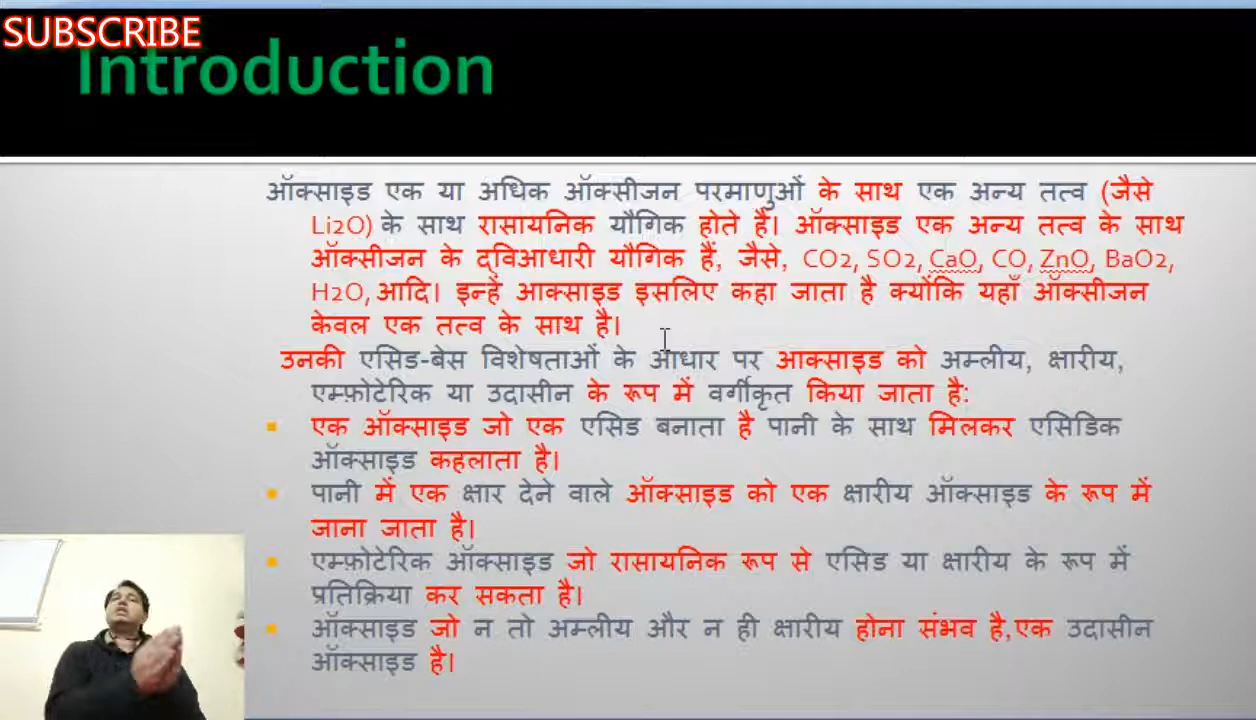 SUBSCRIBE
Introduction
ऑक्साइड एक या अधिक ऑक्सीजन परमाणुओं के साथ एक अन्य तत्व (जैसे
Li2O) के साथ रासायनिक यौगिक होते हैं। ऑक्साइड एक अन्य तत्व के साथ
ऑक्सीजन के द्विआधारी यौगिक हैं, जैसे, CO2, SO2, CaO, CO, ZnO, BaO2,
H2O, आदि। इन्हें आक्साइड इसलिए कहा जाता है क्योंकि यहाँ ऑक्सीजन
केवल एक तत्व के साथ है।
उनकी एसिड-बेस विशेषताओं के आधार पर आक्साइड को अम्लीय, क्षारीय,
एम्फ़ोटेरिक या उदासीन के रूप में वर्गीकृत किया जाता है:
एक ऑक्साइड जो एक एसिड बनाता है पानी के साथ मिलकर एसिडिक
ऑक्साइड कहलाता है।
पानी में एक क्षार देने वाले ऑक्साइड को एक क्षारीय ऑक्साइड के रूप में
जाना जाता है।
एम्फ़ोटेरिक ऑक्साइड जो रासायनिक रूप से एसिड या क्षारीय के रूप में
प्रतिक्रिया कर सकता है।
ऑक्साइड जो न तो अम्लीय और न ही क्षारीय होना संभव है,एक उदासीन
ऑक्साइड है।